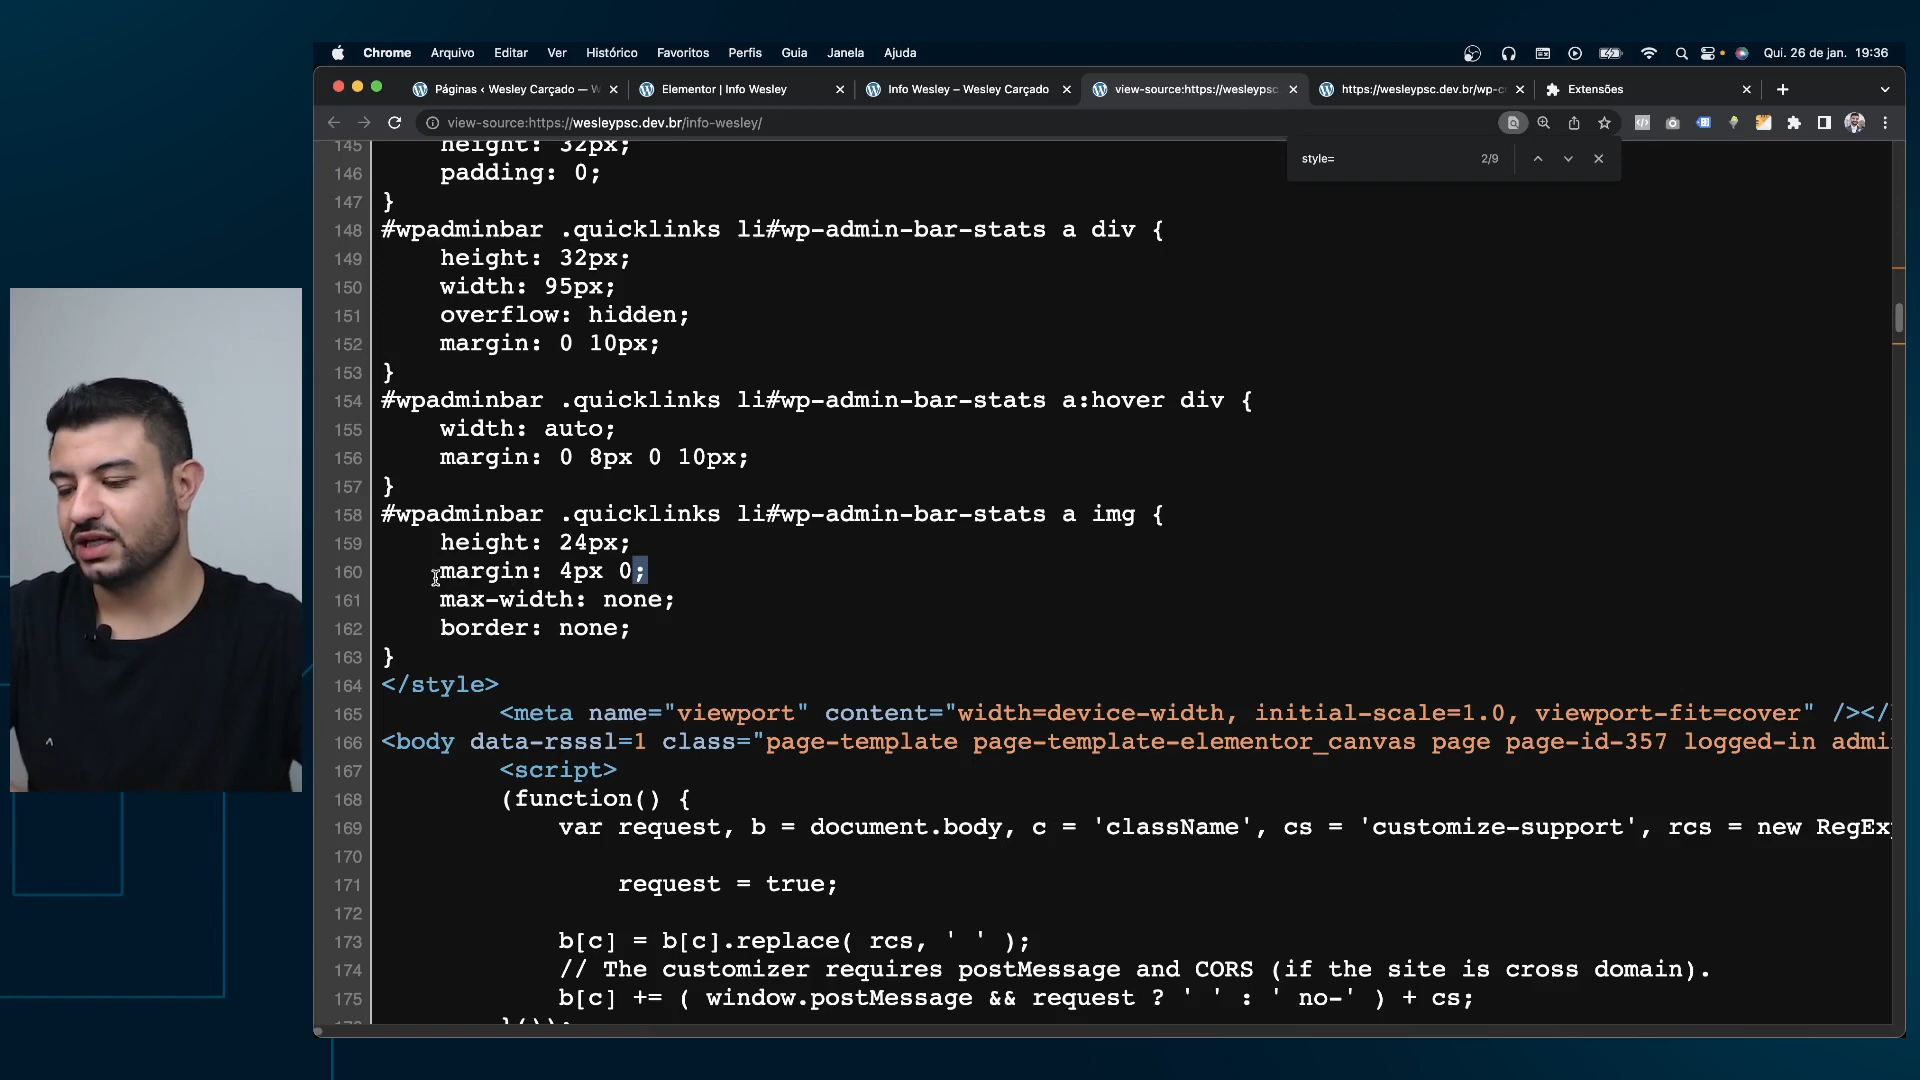 Chrome Arquivo Editar Ver Histórico Favoritos Perfis Guia Janela Ajuda Qui. 26 de jan. 19:36
Páginas ‹ Wesley Carçado — W Elementor | Info Wesley Info Wesley – Wesley Carçado view-source:https://wesleypsc. https://wesleypsc.dev.br/wp-c Extensões
view-source:https://wesleypsc.dev.br/info-wesley/
style= 2/9
145 height: 32px;
146 padding: 0;
147 }
148 #wpadminbar .quicklinks li#wp-admin-bar-stats a div {
149 height: 32px;
150 width: 95px;
151 overflow: hidden;
152 margin: 0 10px;
153 }
154 #wpadminbar .quicklinks li#wp-admin-bar-stats a:hover div {
155 width: auto;
156 margin: 0 8px 0 10px;
157 }
158 #wpadminbar .quicklinks li#wp-admin-bar-stats a img {
159 height: 24px;
160 margin: 4px 0;
161 max-width: none;
162 border: none;
163 }
164 </style>
165 <meta name="viewport" content="width=device-width, initial-scale=1.0, viewport-fit=cover" /></
166 <body data-rsssl=1 class="page-template page-template-elementor_canvas page page-id-357 logged-in admi
167 <script>
168 (function() {
169 var request, b = document.body, c = 'className', cs = 'customize-support', rcs = new RegEx
170
171 request = true;
172
173 b[c] = b[c].replace( rcs, ' ' );
174 // The customizer requires postMessage and CORS (if the site is cross domain).
175 b[c] += ( window.postMessage && request ? ' ' : ' no-' ) + cs;
}());